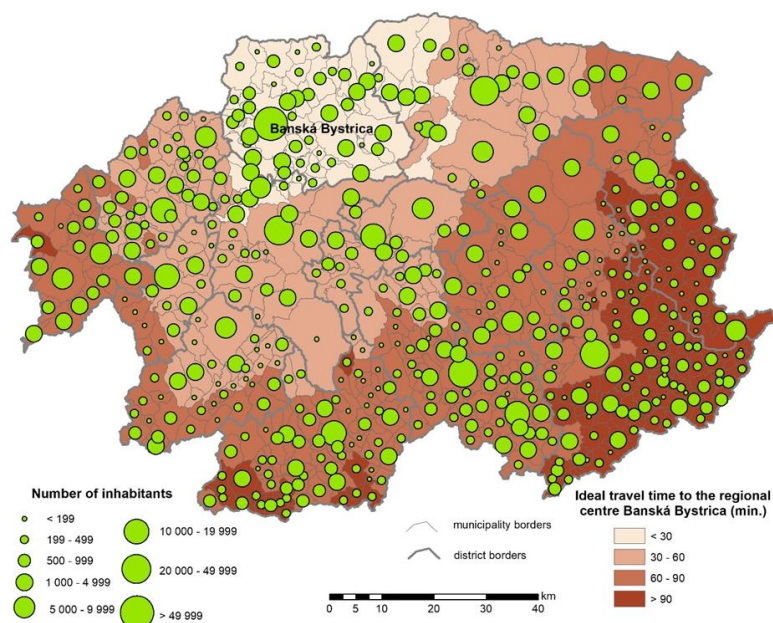 Banská Bystrica
Number of inhabitants
< 199
199 - 499
500 - 999
1 000 - 4 999
5 000 - 9 999
10 000 - 19 999
20 000 - 49 999
> 49 999
municipality borders
district borders
km
0 5 10 20 30 40
Ideal travel time to the regional
centre Banská Bystrica (min.)
< 30
30 - 60
60 - 90
> 90